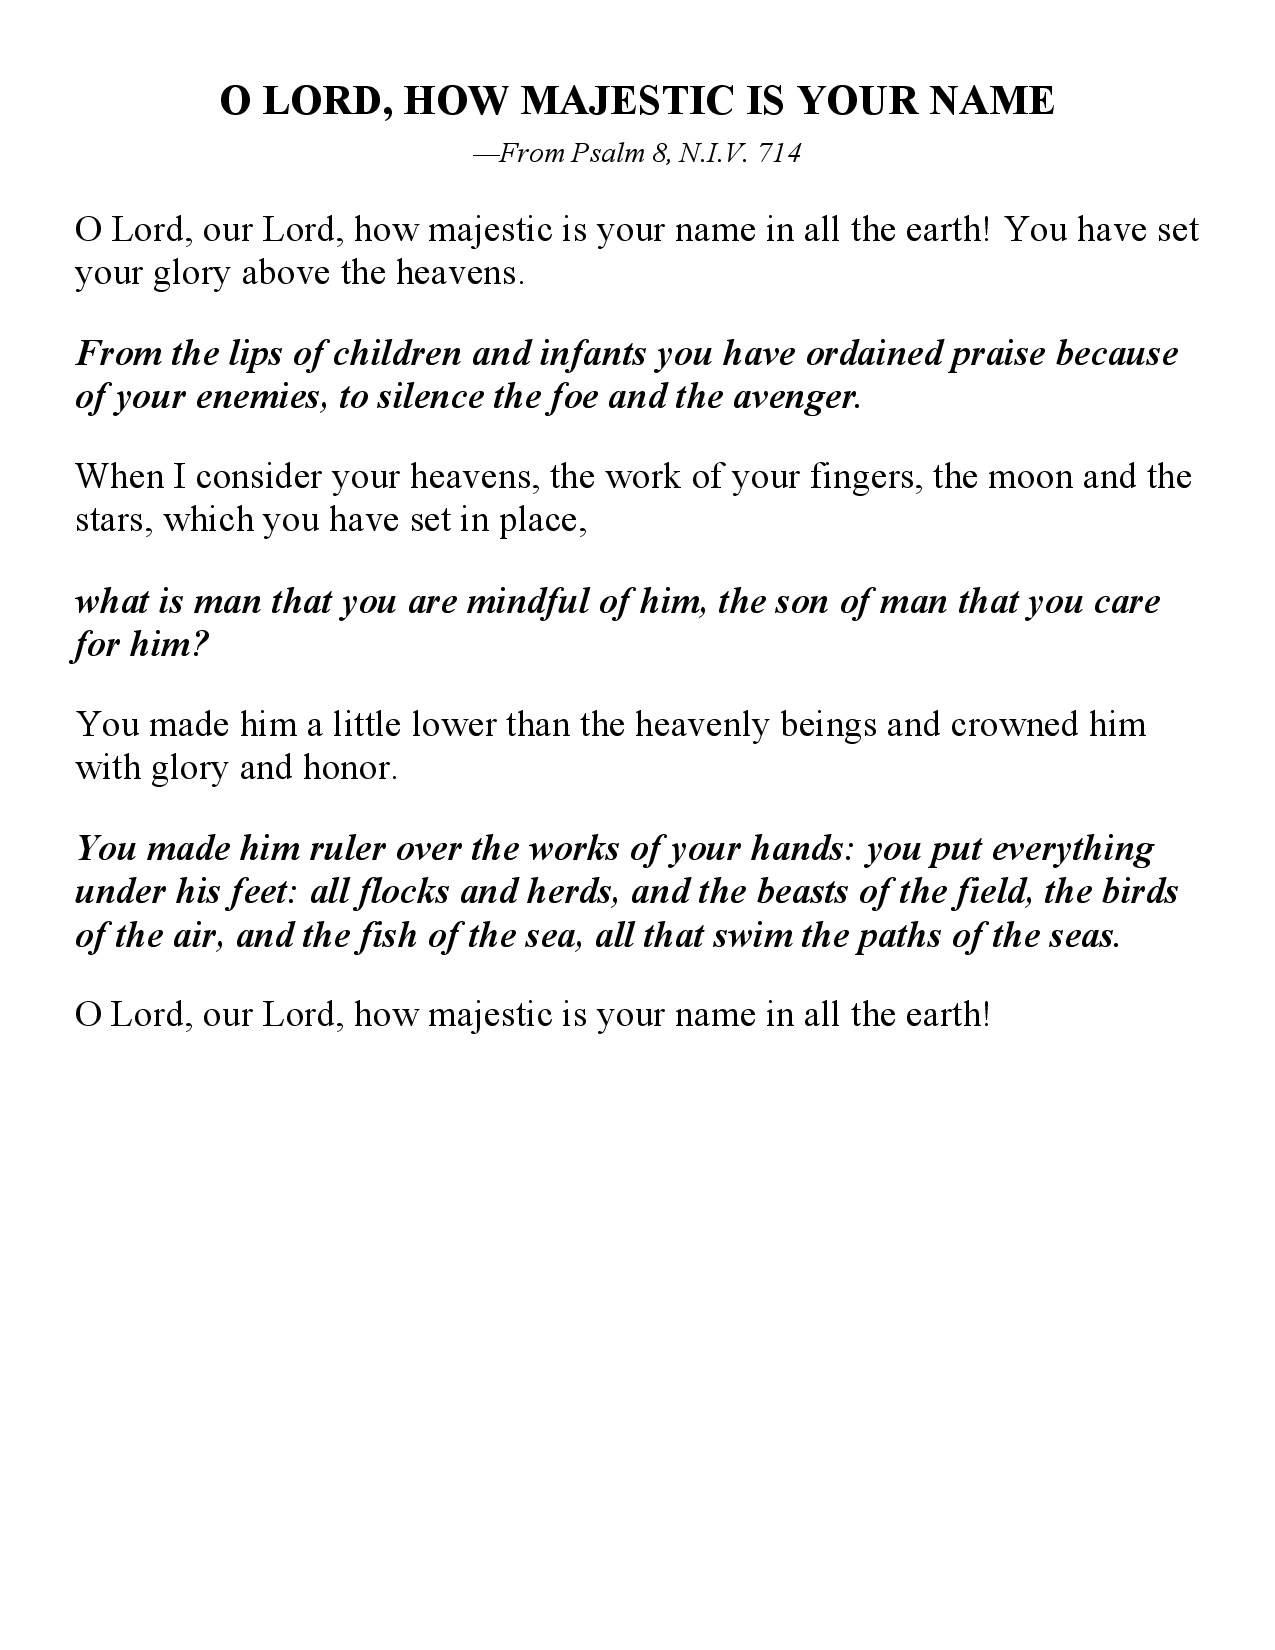 O LORD, HOW MAJESTIC IS YOUR NAME
—From Psalm 8, N.I.V. 714
O Lord, our Lord, how majestic is your name in all the earth! You have set
your glory above the heavens.
From the lips of children and infants you have ordained praise because
of your enemies, to silence the foe and the avenger.
When I consider your heavens, the work of your fingers, the moon and the
stars, which you have set in place,
what is man that you are mindful of him, the son of man that you care
for him?
You made him a little lower than the heavenly beings and crowned him
with glory and honor.
You made him ruler over the works of your hands: you put everything
under his feet: all flocks and herds, and the beasts of the field, the birds
of the air, and the fish of the sea, all that swim the paths of the seas.
O Lord, our Lord, how majestic is your name in all the earth!